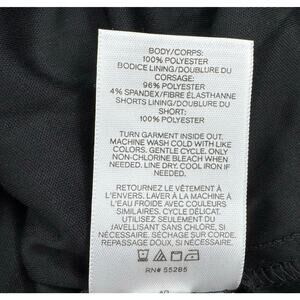 BODY/CORPS:
100% POLYESTER
BODICE LINING/DOUBLURE DU
CORSAGE:
96% POLYESTER
4% SPANDEX/FIBRE ÉLASTHANNE
SHORTS LINING/DOUBLURE DU
SHORT:
100% POLYESTER
TURN GARMENT INSIDE OUT.
MACHINE WASH COLD WITH LIKE
COLORS. GENTLE CYCLE. ONLY
NON-CHLORINE BLEACH WHEN
NEEDED. LINE DRY. COOL IRON IF
NEEDED.
RETOURNEZ LE VÊTEMENT À
L'ENVERS. LAVER À LA MACHINE À
L'EAU FROIDE AVEC COULEURS
SIMILAIRES. CYCLE DÉLICAT.
UTILISEZ SEULEMENT DU
JAVELLISANT SANS CHLORE, SI
NÉCESSAIRE. SÉCHAGE SUR CORDE.
REPASSAGE DOUX, SI NÉCESSAIRE.
RN# 55285